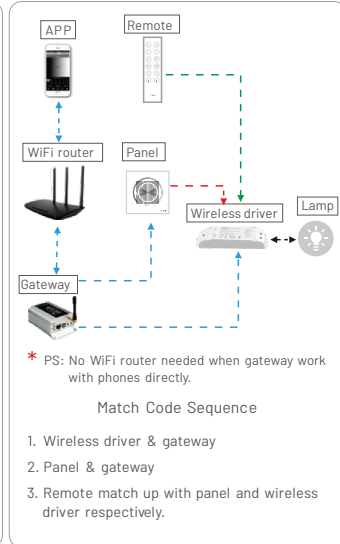 APP
Remote
WiFi router
Panel
Wireless driver
Lamp
Gateway
* PS: No WiFi router needed when gateway work
with phones directly.
Match Code Sequence
1. Wireless driver & gateway
2. Panel & gateway
3. Remote match up with panel and wireless
driver respectively.